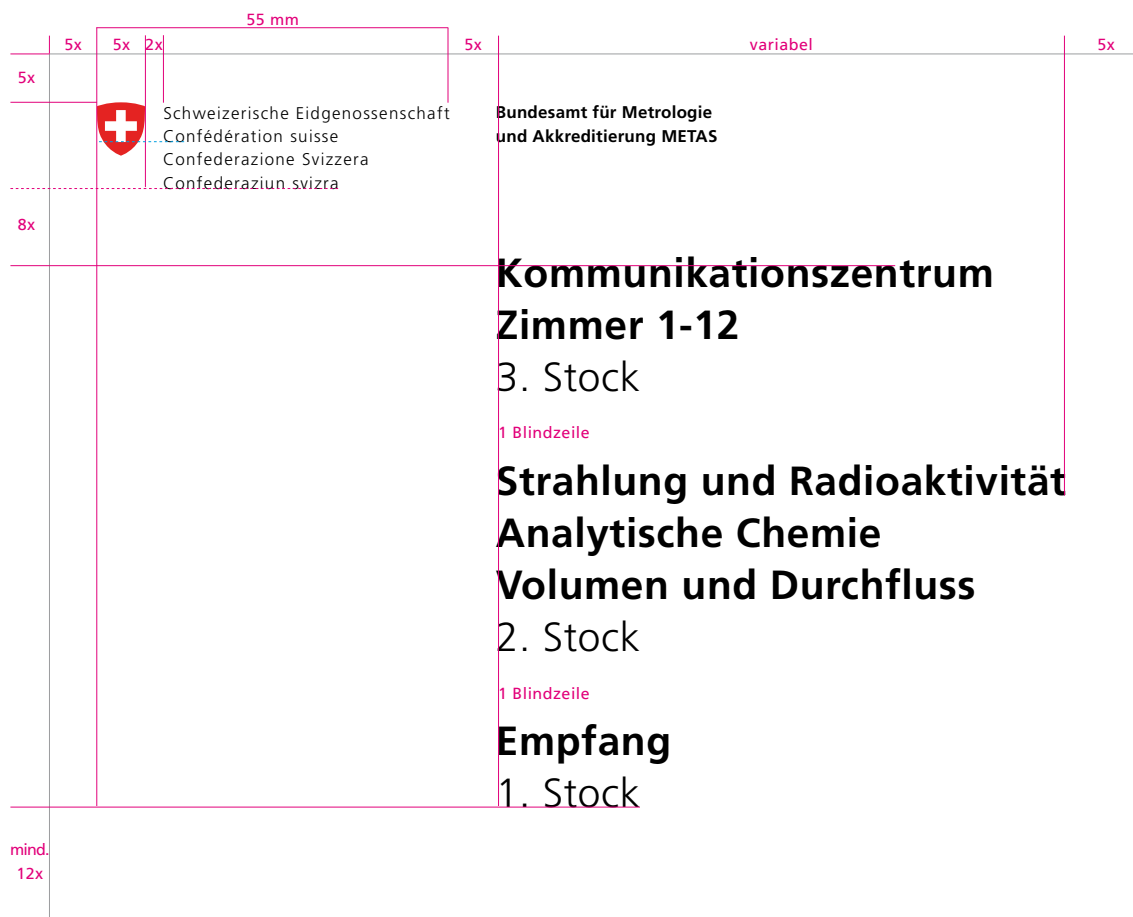 55 mm
5x 5x 2x 5x variabel 5x
5x
Schweizerische Eidgenossenschaft
Confédération suisse
Confederazione Svizzera
Confederaziun svizra
Bundesamt für Metrologie
und Akkreditierung METAS
8x
Kommunikationszentrum
Zimmer 1-12
3. Stock
1 Blindzeile
Strahlung und Radioaktivität
Analytische Chemie
Volumen und Durchfluss
2. Stock
1 Blindzeile
Empfang
1. Stock
mind.
12x